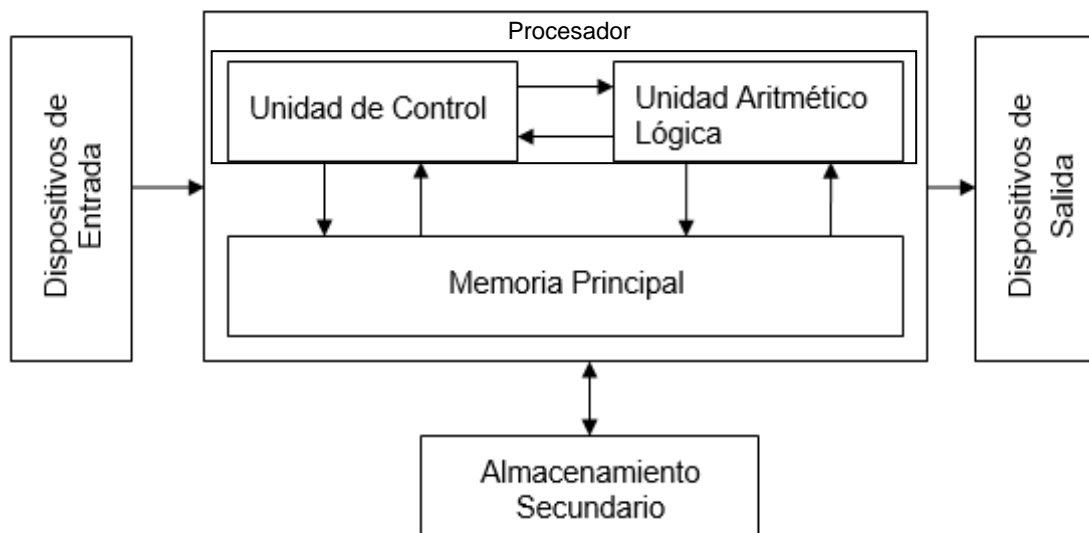 Procesador
Dispositivos de
Entrada
Unidad de Control
Unidad Aritmético
Lógica
Memoria Principal
Dispositivos de
Salida
Almacenamiento
Secundario